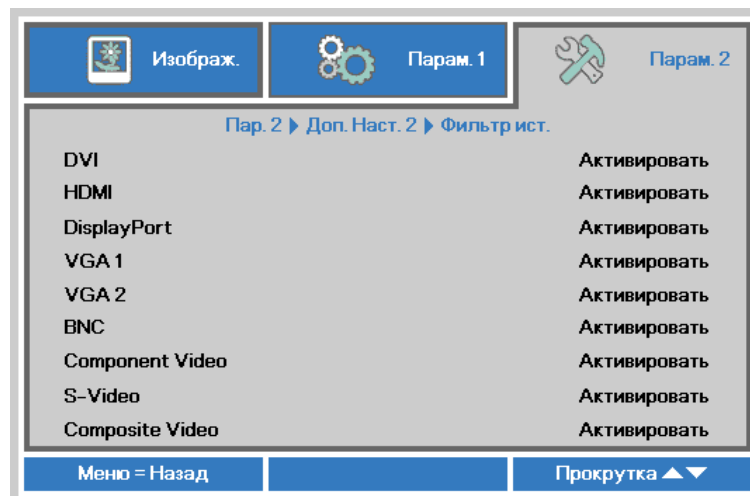 Изображ. Парам. 1 Парам. 2
Пар. 2 ▶ Доп. Наст. 2 ▶ Фильтр ист.
DVI Активировать
HDMI Активировать
DisplayPort Активировать
VGA 1 Активировать
VGA 2 Активировать
BNC Активировать
Component Video Активировать
S-Video Активировать
Composite Video Активировать
Меню = Назад Прокрутка ▲▼